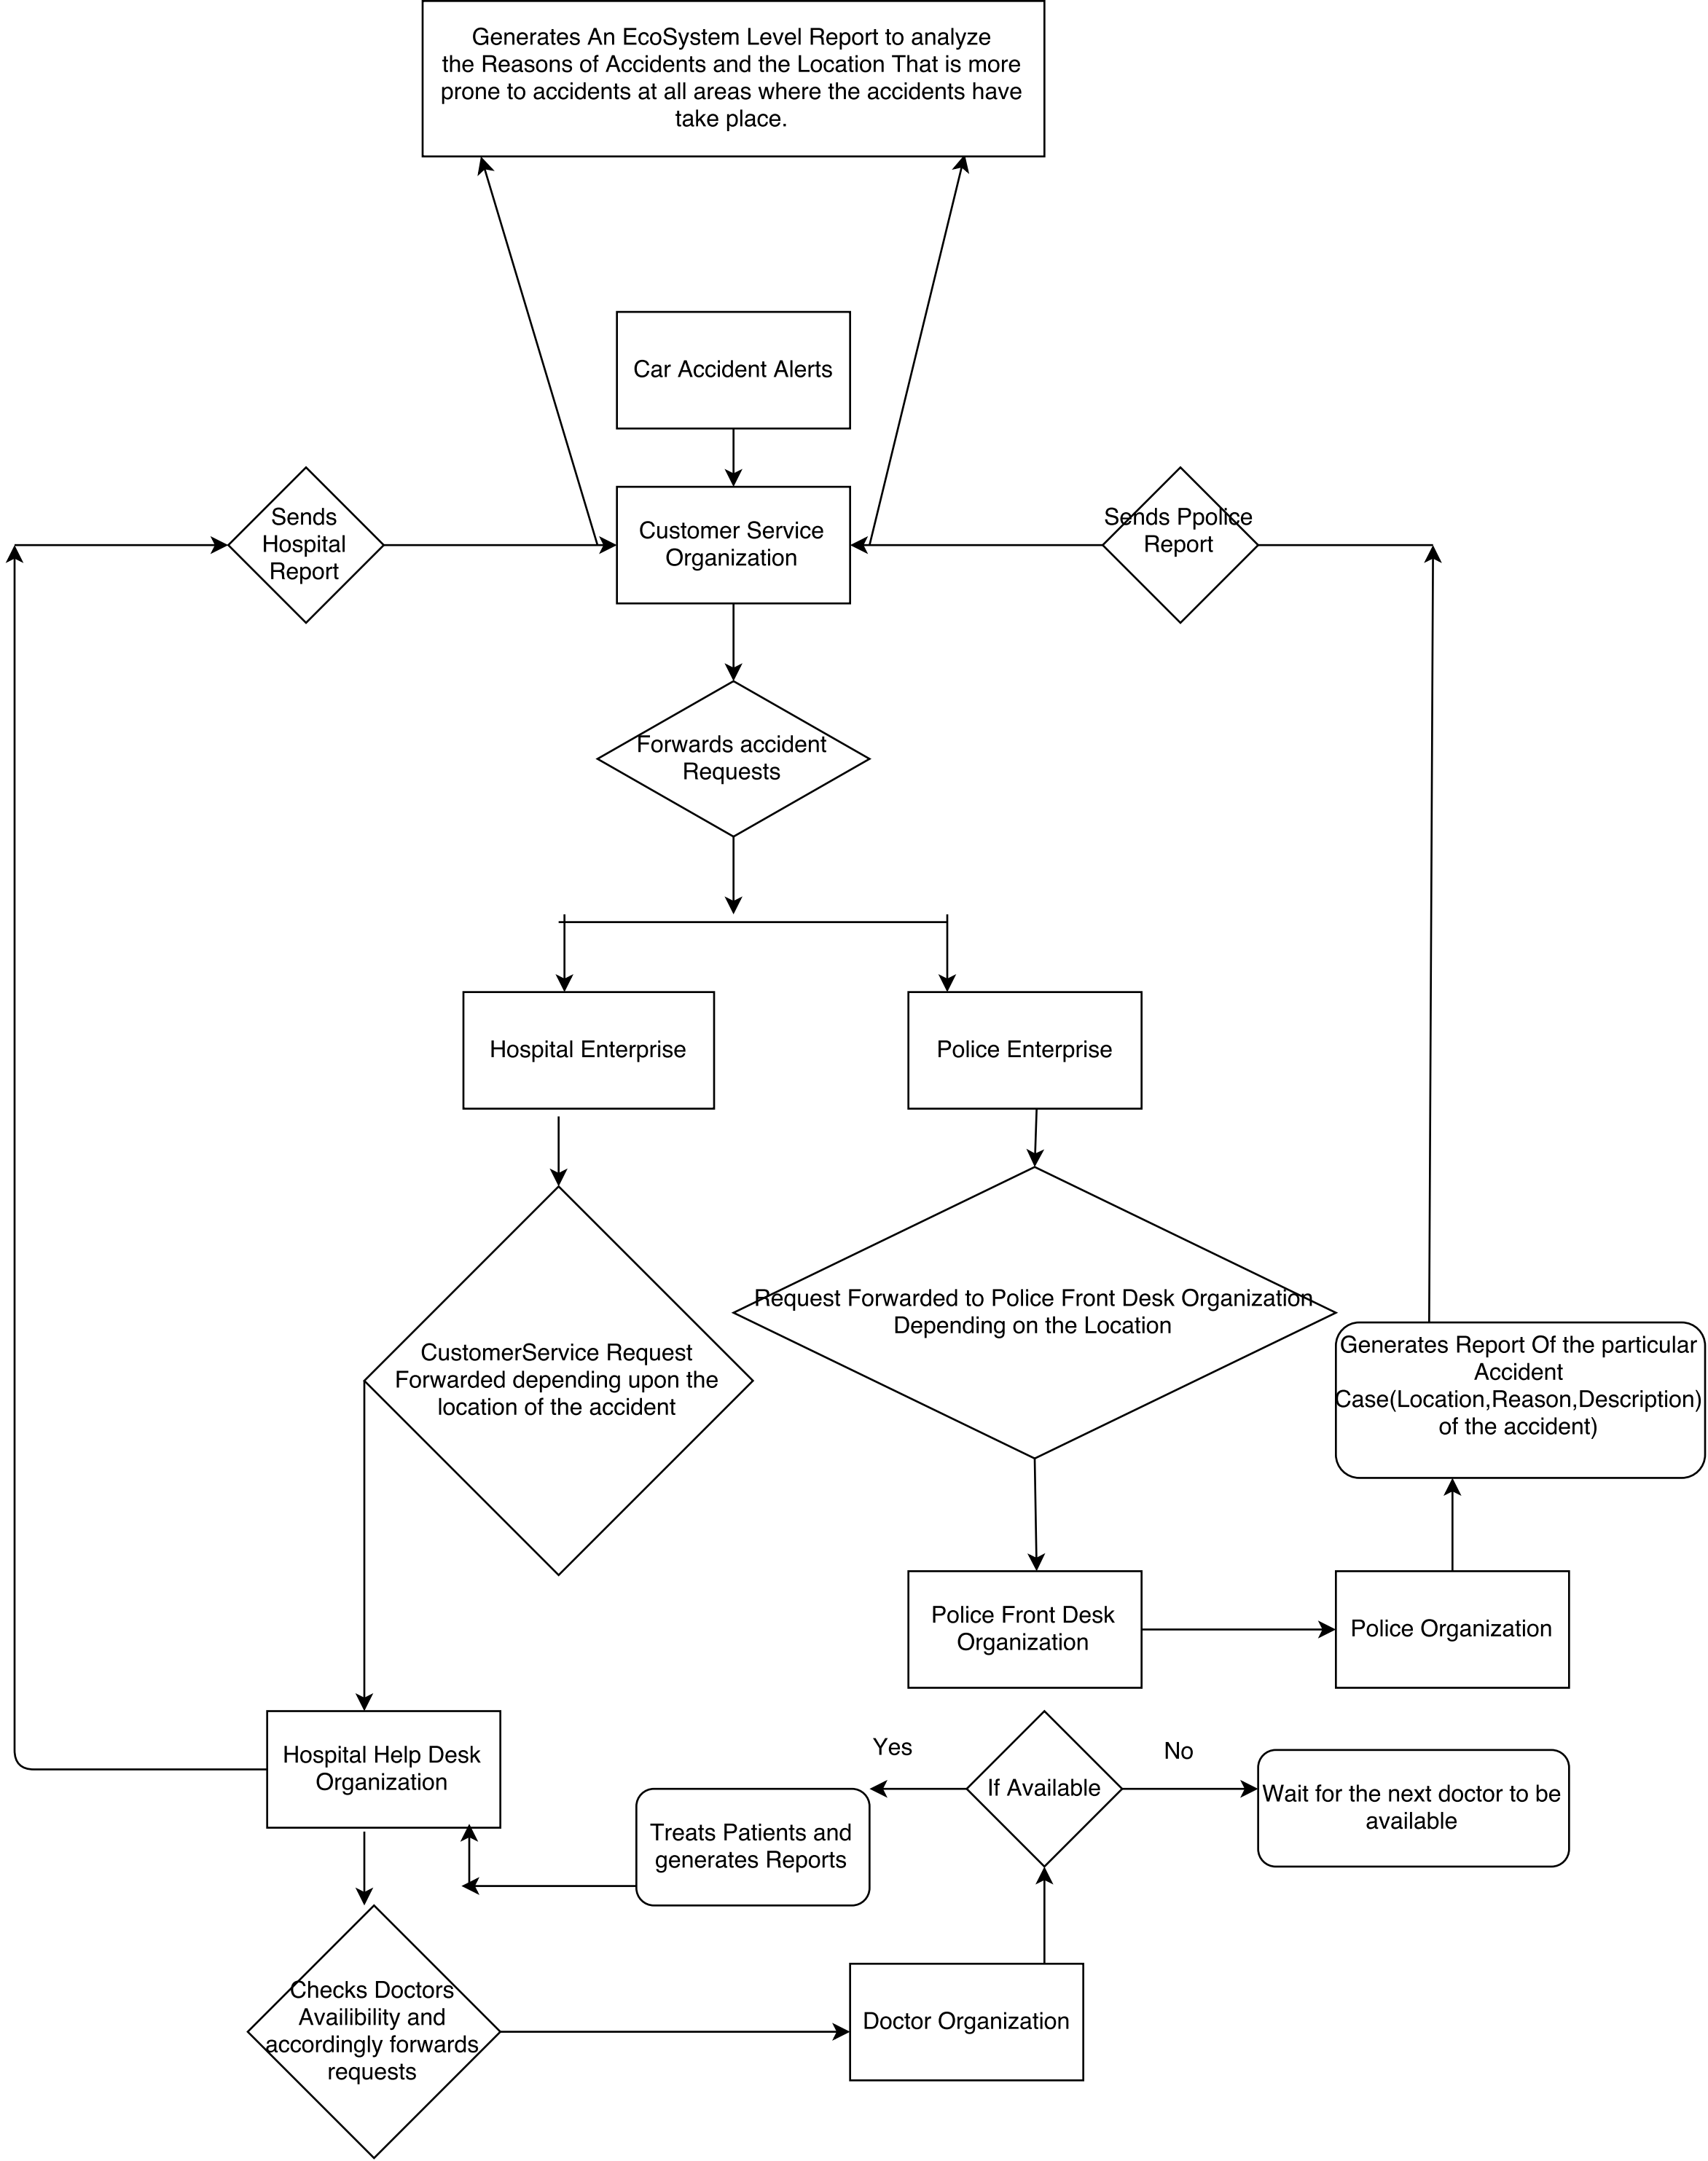 Generates An EcoSystem Level Report to analyze
the Reasons of Accidents and the Location That is more
prone to accidents at all areas where the accidents have
take place.
Car Accident Alerts
Sends
Hospital
Report
Customer Service
Organization
Sends Ppolice
Report
Forwards accident
Requests
Hospital Enterprise
Police Enterprise
CustomerService Request
Forwarded depending upon the
location of the accident
Request Forwarded to Police Front Desk Organization
Depending on the Location
Generates Report Of the particular
Accident
Case(Location,Reason,Description)
of the accident)
Police Front Desk
Organization
Police Organization
Hospital Help Desk
Organization
Yes
If Available
No
Wait for the next doctor to be
available
Treats Patients and
generates Reports
Checks Doctors
Availibility and
accordingly forwards
requests
Doctor Organization